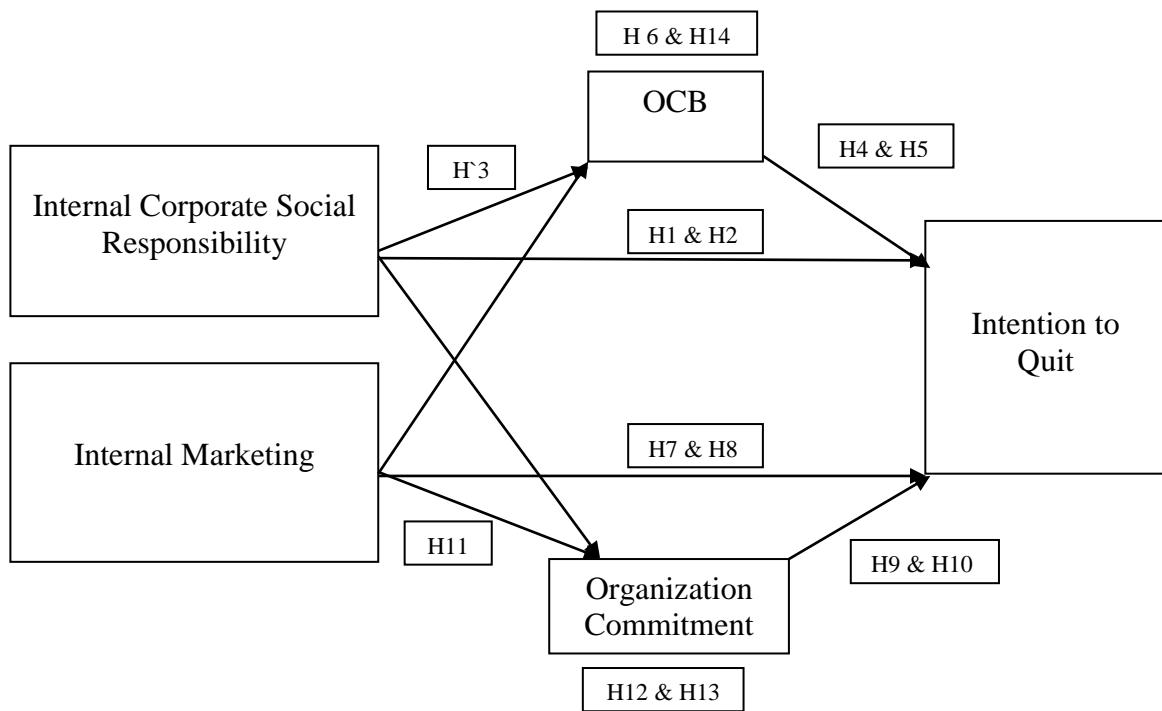 H 6 & H14
OCB
H4 & H5
H`3
Internal Corporate Social
Responsibility
H1 & H2
Intention to
Quit
Internal Marketing
H7 & H8
H11
H9 & H10
Organization
Commitment
H12 & H13